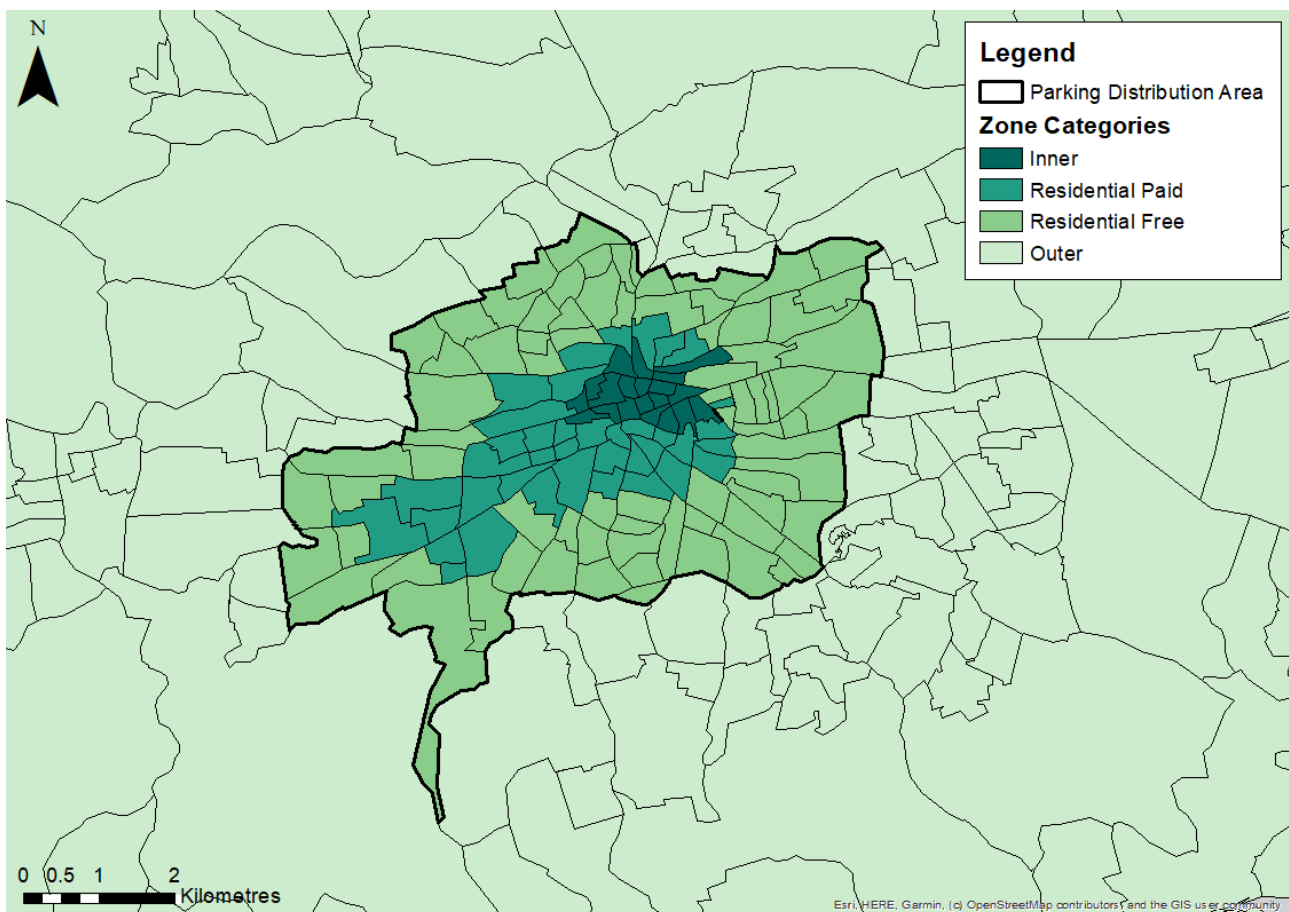 N
Legend
Parking Distribution Area
Zone Categories
Inner
Residential Paid
Residential Free
Outer
0 0.5 1 2
Kilometres
Esri, HERE, Garmin, (c) OpenStreetMap contributors, and the GIS user community